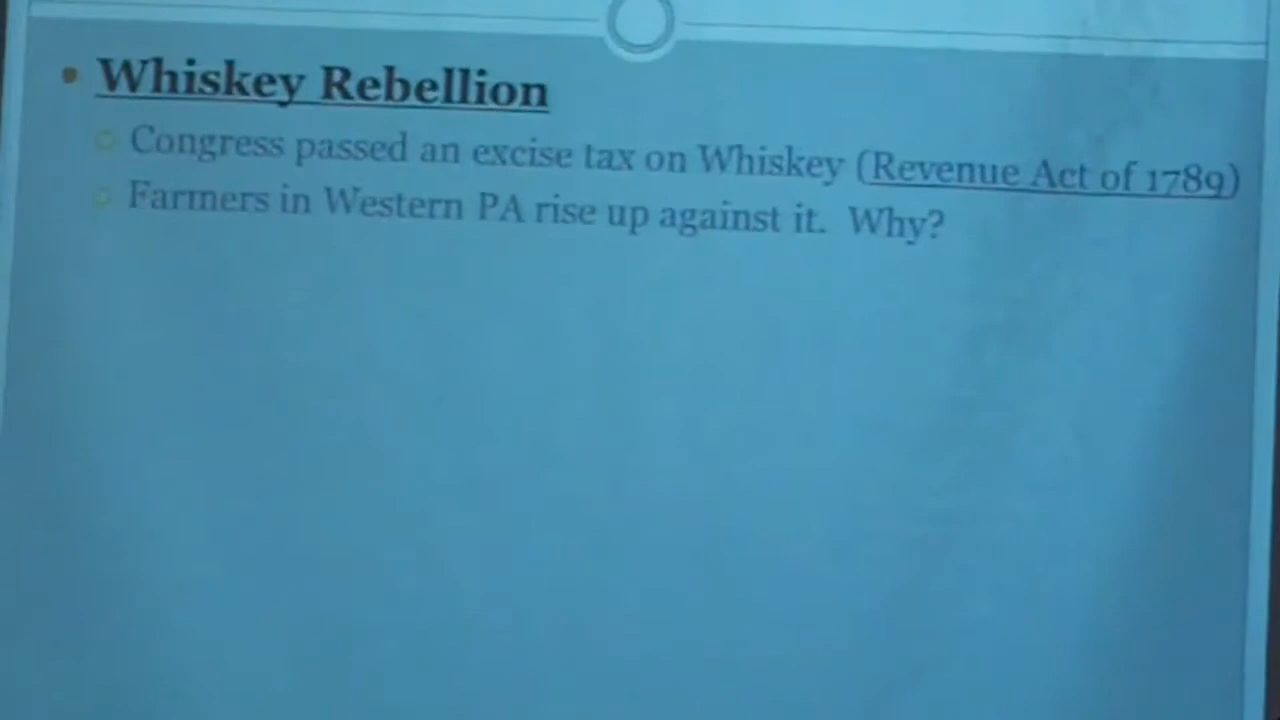 Whiskey Rebellion
Congress passed an excise tax on Whiskey (Revenue Act of 1789)
Farmers in Western PA rise up against it. Why?